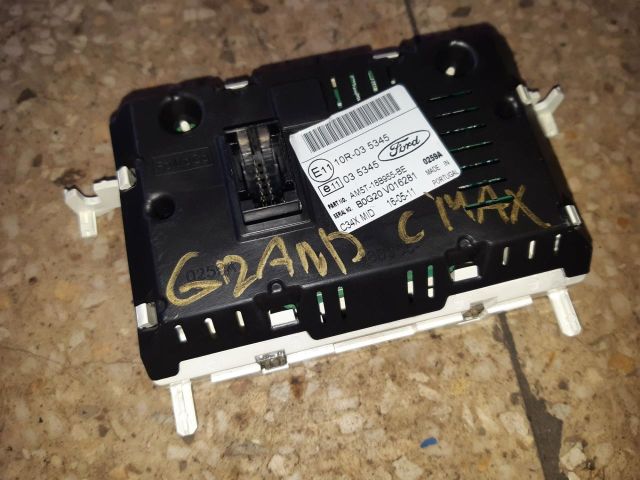 E11 10R-03 5345
e11 03 5345
Ford
PART NO. AM5T-18B955-BE
SERIAL NO. B0G20 V016281
C34X MID 16-05-11
0259A
MADE IN
PORTUGAL
GRAND C'MAX